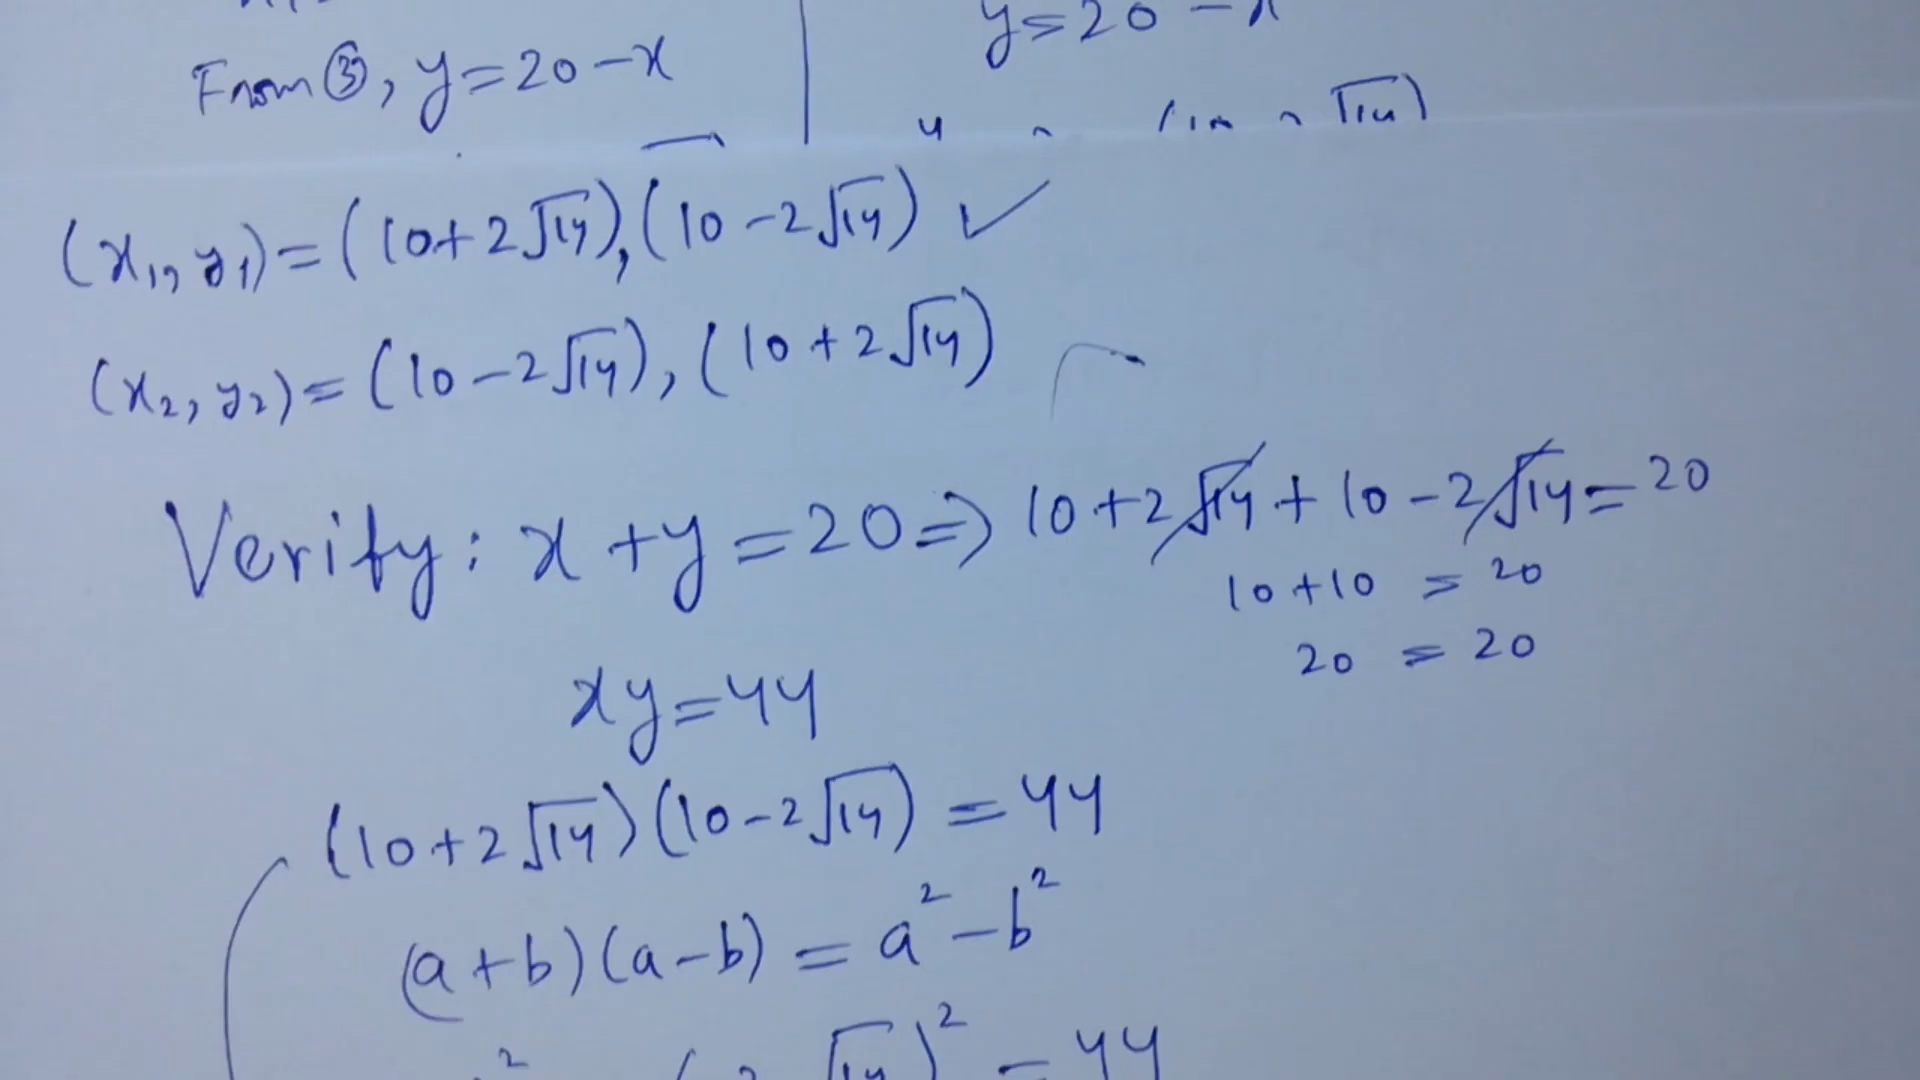 From ③, y=20-x
y=20-x
(x₁, y₁)=(10+2√14),(10-2√14) ✓
(x₂, y₂)=(10-2√14),(10+2√14)
Verify: x+y=20⇒ 10+2√14+10-2√14=20
10+10 = 20
20 = 20
xy=44
(10+2√14)(10-2√14) = 44
(a+b)(a-b) = a²-b²